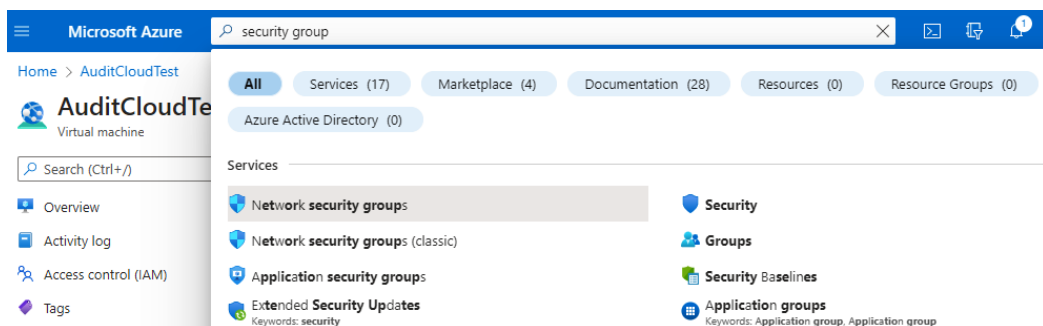 Microsoft Azure
security group
1
Home > AuditCloudTest
AuditCloudTe
Virtual machine
Search (Ctrl+/)
Overview
Activity log
Access control (IAM)
Tags
All
Services (17)
Marketplace (4)
Documentation (28)
Resources (0)
Resource Groups (0)
Azure Active Directory (0)
Services
Network security groups
Network security groups (classic)
Application security groups
Extended Security Updates
Keywords: security
Security
Groups
Security Baselines
Application groups
Keywords: Application group, Application group